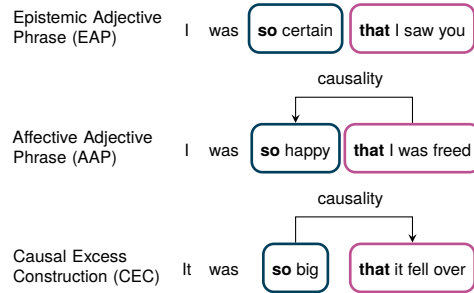 Epistemic Adjective
Phrase (EAP) I was so certain that I saw you
causality
Affective Adjective
Phrase (AAP) I was so happy that I was freed
causality
Causal Excess
Construction (CEC) It was so big that it fell over